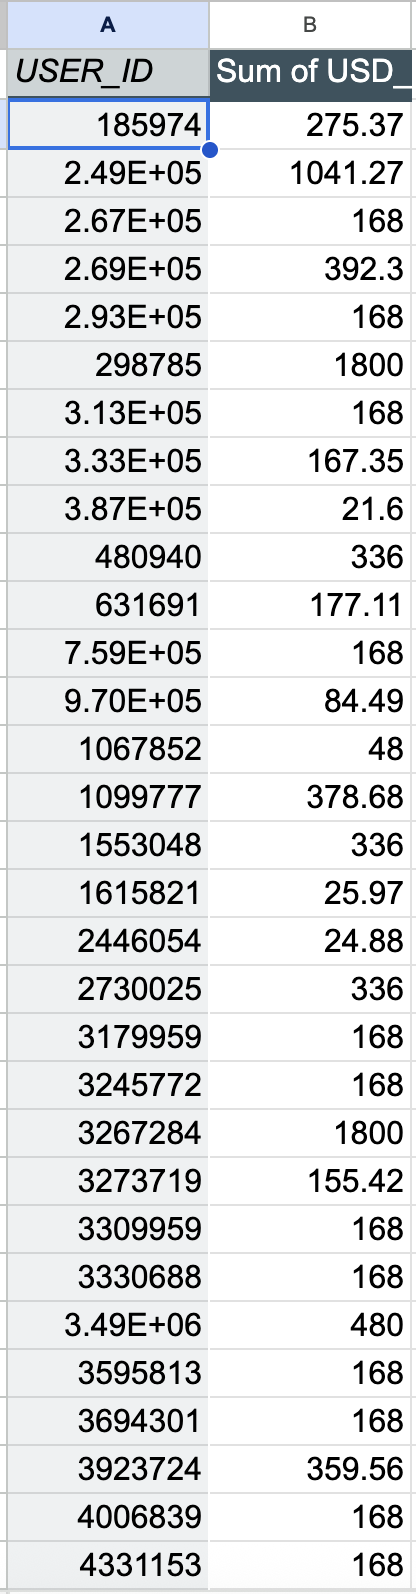 A B
USER_ID Sum of USD_
185974 275.37
2.49E+05 1041.27
2.67E+05 168
2.69E+05 392.3
2.93E+05 168
298785 1800
3.13E+05 168
3.33E+05 167.35
3.87E+05 21.6
480940 336
631691 177.11
7.59E+05 168
9.70E+05 84.49
1067852 48
1099777 378.68
1553048 336
1615821 25.97
2446054 24.88
2730025 336
3179959 168
3245772 168
3267284 1800
3273719 155.42
3309959 168
3330688 168
3.49E+06 480
3595813 168
3694301 168
3923724 359.56
4006839 168
4331153 168